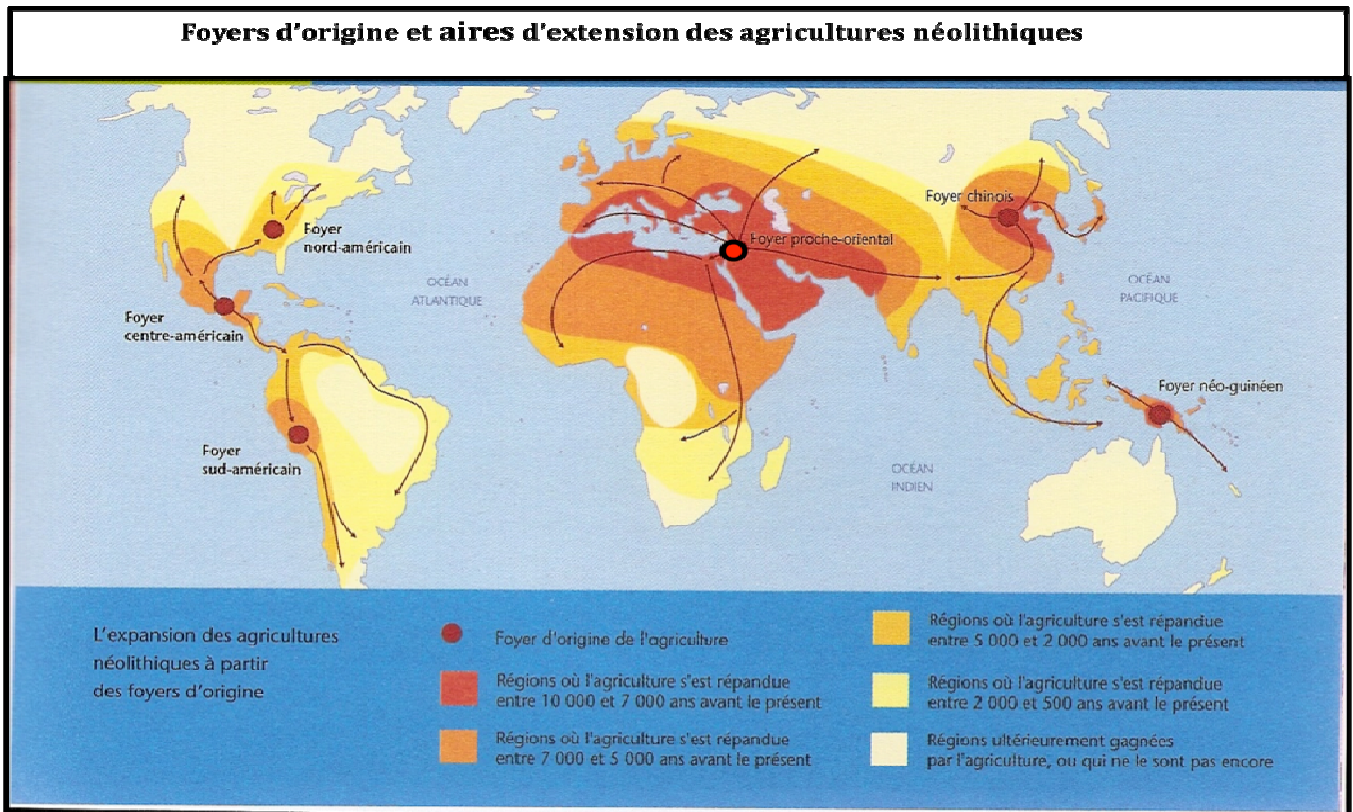 Foyers d'origine et aires d'extension des agricultures néolithiques
Foyer
nord-américain
Foyer
centre-américain
Foyer
sud-américain
OCÉAN
ATLANTIQUE
Foyer proche-oriental
Foyer chinois
OCÉAN
PACIFIQUE
Foyer néo-guinéen
OCÉAN
INDIEN
L'expansion des agricultures
néolithiques à partir
des foyers d'origine
Foyer d'origine de l'agriculture
Régions où l'agriculture s'est répandue
entre 10 000 et 7 000 ans avant le présent
Régions où l'agriculture s'est répandue
entre 7 000 et 5 000 ans avant le présent
Régions où l'agriculture s'est répandue
entre 5 000 et 2 000 ans avant le présent
Régions où l'agriculture s'est répandue
entre 2 000 et 500 ans avant le présent
Régions ultérieurement gagnées
par l'agriculture, ou qui ne le sont pas encore